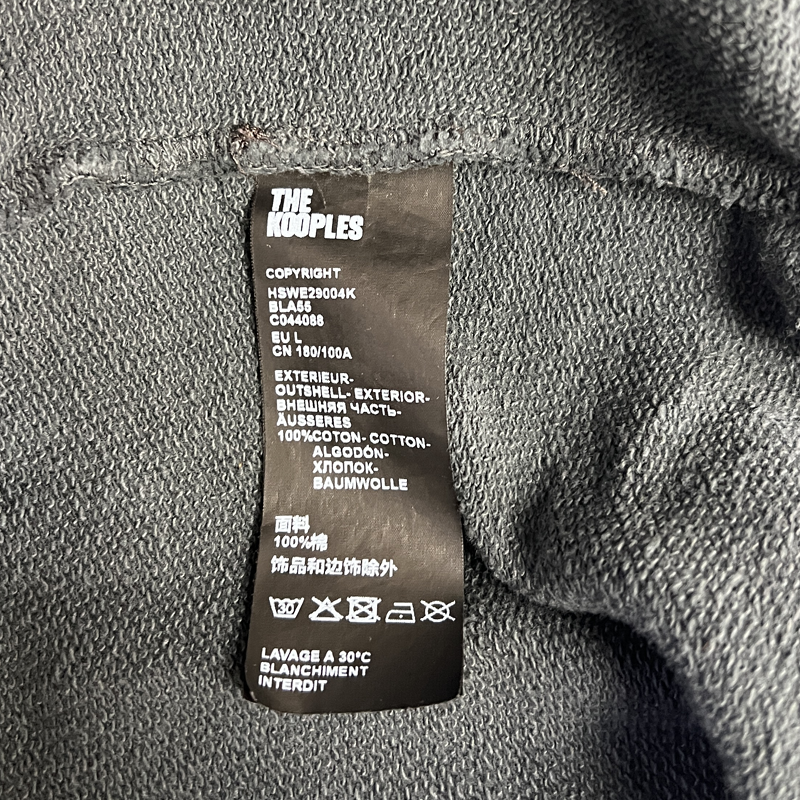 THE
KOOPLES
COPYRIGHT
HSWE29004K
BLA55
C044088
EU L
CN 180/100A
EXTERIEUR-
OUTSHELL- EXTERIOR-
ВНЕШНЯЯ ЧАСТЬ-
ÄUSSERES
100%COTON- COTTON-
ALGODÓN-
ХЛОПОК-
BAUMWOLLE
面料
100%棉
饰品和边饰除外
30
LAVAGE A 30°C
BLANCHIMENT
INTERDIT